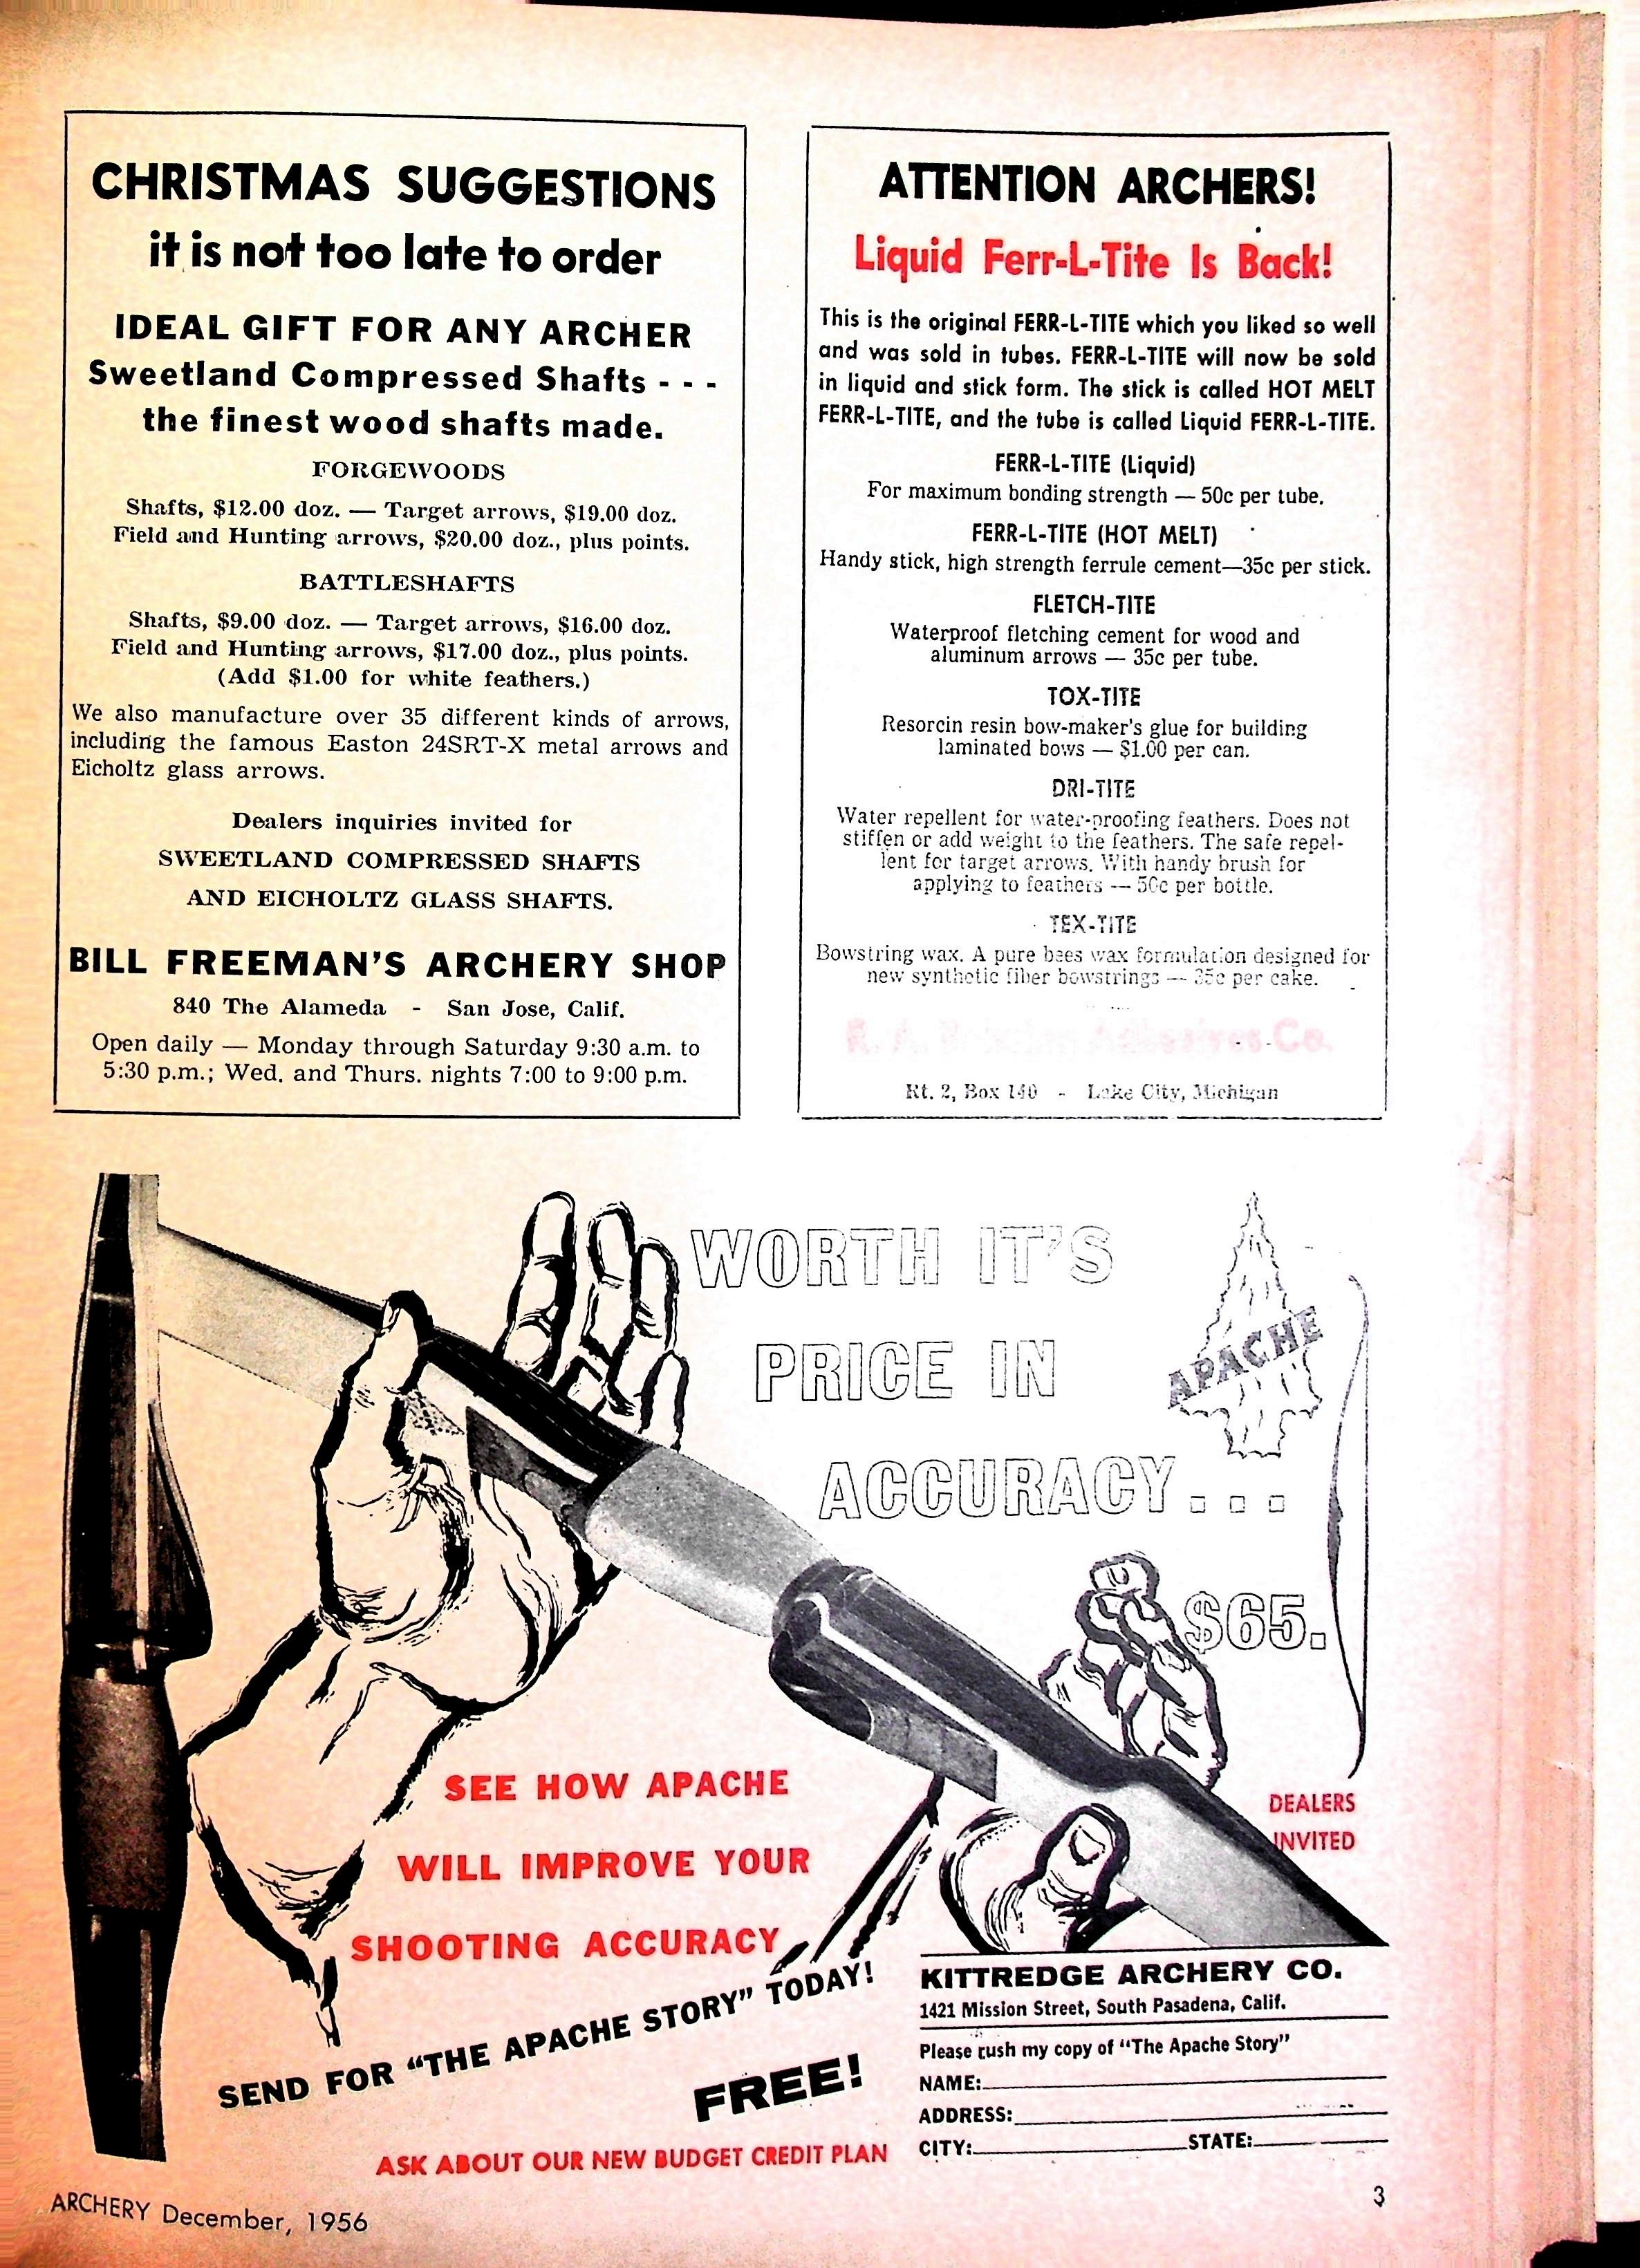 CHRISTMAS SUGGESTIONS
it is not too late to order
IDEAL GIFT FOR ANY ARCHER
Sweetland Compressed Shafts - - -
the finest wood shafts made.
FORGEWOODS
Shafts, $12.00 doz. — Target arrows, $19.00 doz.
Field and Hunting arrows, $20.00 doz., plus points.
BATTLESHAFTS
Shafts, $9.00 doz. — Target arrows, $16.00 doz.
Field and Hunting arrows, $17.00 doz., plus points.
(Add $1.00 for white feathers.)
We also manufacture over 35 different kinds of arrows,
including the famous Easton 24SRT-X metal arrows and
Eicholtz glass arrows.
Dealers inquiries invited for
SWEETLAND COMPRESSED SHAFTS
AND EICHOLTZ GLASS SHAFTS.
BILL FREEMAN'S ARCHERY SHOP
840 The Alameda - San Jose, Calif.
Open daily — Monday through Saturday 9:30 a.m. to
5:30 p.m.; Wed. and Thurs. nights 7:00 to 9:00 p.m.
ATTENTION ARCHERS!
Liquid Ferr-L-Tite Is Back!
This is the original FERR-L-TITE which you liked so well
and was sold in tubes. FERR-L-TITE will now be sold
in liquid and stick form. The stick is called HOT MELT
FERR-L-TITE, and the tube is called Liquid FERR-L-TITE.
FERR-L-TITE (Liquid)
For maximum bonding strength — 50c per tube.
FERR-L-TITE (HOT MELT)
Handy stick, high strength ferrule cement—35c per stick.
FLETCH-TITE
Waterproof fletching cement for wood and
aluminum arrows — 35c per tube.
TOX-TITE
Resorcin resin bow-maker's glue for building
laminated bows — $1.00 per can.
DRI-TITE
Water repellent for water-proofing feathers. Does not
stiffen or add weight to the feathers. The safe repel-
lent for target arrows. With handy brush for
applying to feathers — 50c per bottle.
TEX-TITE
Bowstring wax. A pure bees wax formulation designed for
new synthetic fiber bowstrings — 35c per cake.
Co.
Rt. 2, Box 140 - Lake City, Michigan
WORTH IT'S
PRICE IN
ACCURACY...
APACHE
$65.
SEE HOW APACHE
WILL IMPROVE YOUR
SHOOTING ACCURACY
SEND FOR "THE APACHE STORY" TODAY!
FREE!
ASK ABOUT OUR NEW BUDGET CREDIT PLAN
DEALERS
INVITED
KITTREDGE ARCHERY CO.
1421 Mission Street, South Pasadena, Calif.
Please rush my copy of "The Apache Story"
NAME:
ADDRESS:
CITY: STATE:
ARCHERY December, 1956
3